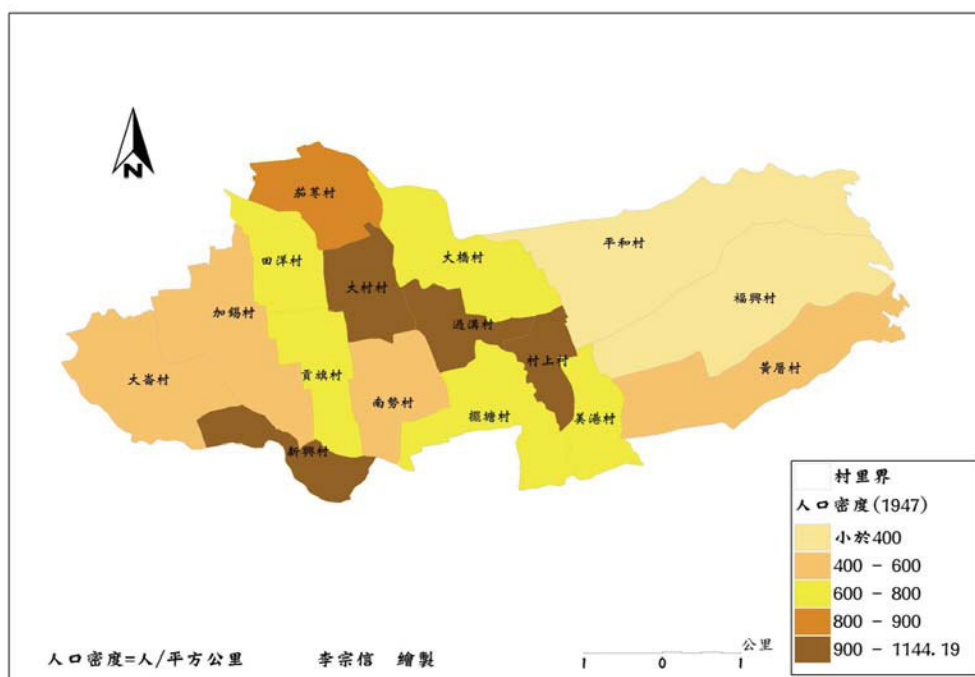 N
茄苳村
平和村
大橋村
田洋村
大村村
福興村
加錫村
過溝村
村上村
黃厝村
大崙村
貢旗村
南勢村
擺塘村
美港村
新興村
村里界
人口密度(1947)
小於400
400 - 600
600 - 800
800 - 900
900 - 1144.19
人口密度=人/平方公里
李宗信 繪製
公里
1 0 1